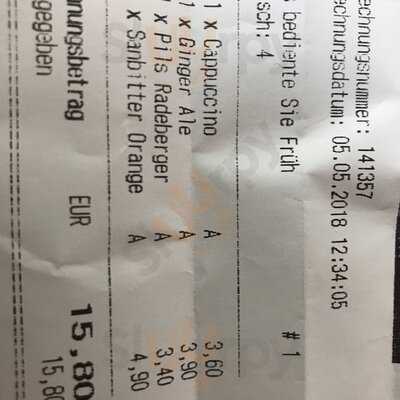 echnungsnummer: 141357
echnungsdatum: 05.05.2018 12:34:05
bediente Sie Früh # 1
sch: 4
1 x Cappuccino A 3,60
1 x Ginger Ale A 3,90
x Pils Radeberger A 3,40
x Sanbitter Orange A 4,90
nungsbetrag EUR 15,80
gegeben 15,80